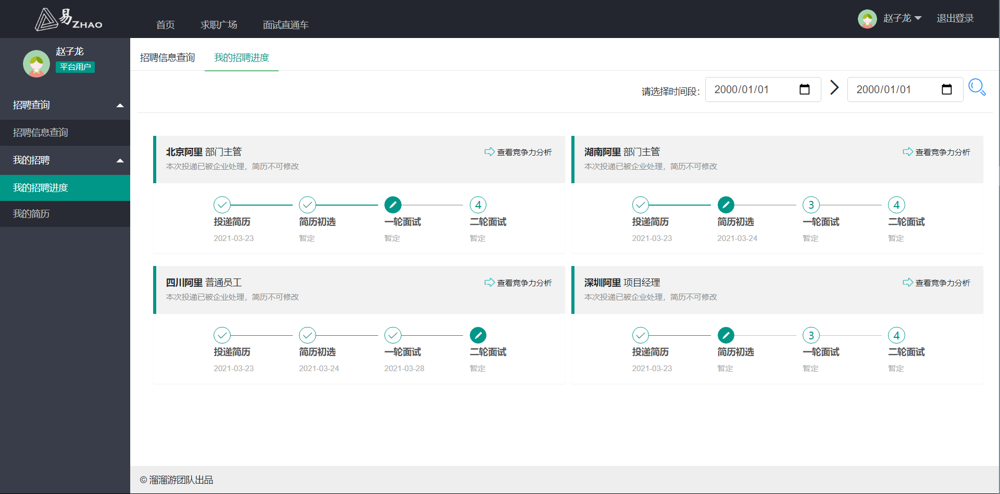 易ZHAO
首页 求职广场 面试直通车
赵子龙 退出登录
赵子龙
平台用户
招聘查询
招聘信息查询
我的招聘
我的招聘进度
我的简历
招聘信息查询 我的招聘进度
请选择时间段: 2000/01/01 2000/01/01
北京阿里 部门主管 查看竞争力分析
本次投递已被企业处理，简历不可修改
4
投递简历 简历初选 一轮面试 二轮面试
2021-03-23 暂定 暂定 暂定
湖南阿里 部门主管 查看竞争力分析
本次投递已被企业处理，简历不可修改
3 4
投递简历 简历初选 一轮面试 二轮面试
2021-03-23 2021-03-24 暂定 暂定
四川阿里 普通员工 查看竞争力分析
本次投递已被企业处理，简历不可修改
投递简历 简历初选 一轮面试 二轮面试
2021-03-23 2021-03-24 2021-03-28 暂定
深圳阿里 项目经理 查看竞争力分析
本次投递已被企业处理，简历不可修改
3 4
投递简历 简历初选 一轮面试 二轮面试
2021-03-23 暂定 暂定 暂定
© 溜溜游团队出品